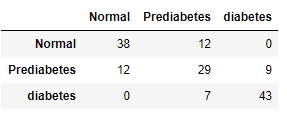 Normal Prediabetes diabetes
Normal 38 12 0
Prediabetes 12 29 9
diabetes 0 7 43